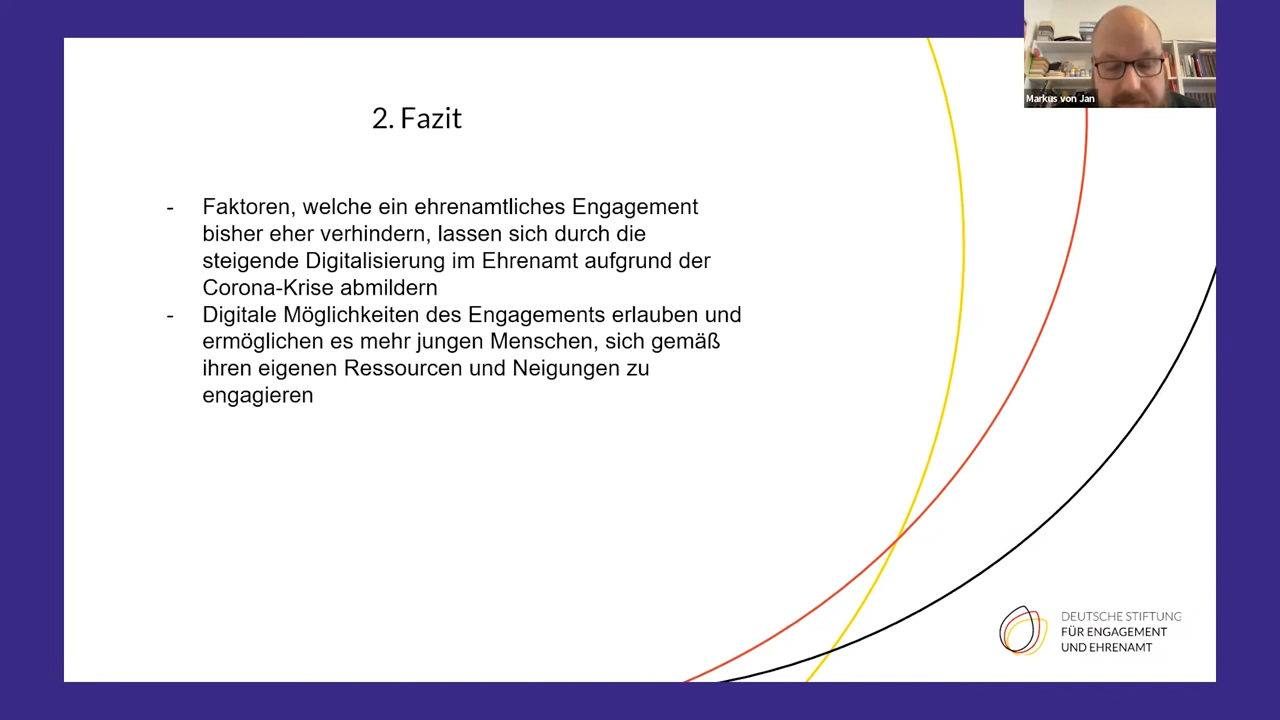 Markus von Jan
2. Fazit
- Faktoren, welche ein ehrenamtliches Engagement
bisher eher verhindern, lassen sich durch die
steigende Digitalisierung im Ehrenamt aufgrund der
Corona-Krise abmildern
- Digitale Möglichkeiten des Engagements erlauben und
ermöglichen es mehr jungen Menschen, sich gemäß
ihren eigenen Ressourcen und Neigungen zu
engagieren
DEUTSCHE STIFTUNG
FÜR ENGAGEMENT
UND EHRENAMT